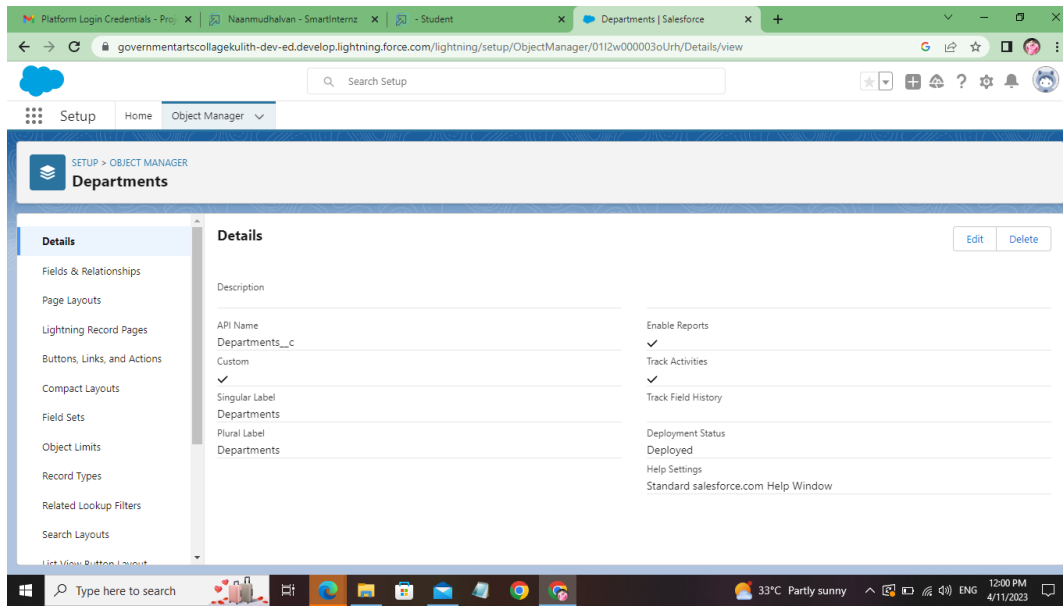 Platform Login Credentials - Proj
Naanmudhalvan - SmartInternz
- Student
Departments | Salesforce
governmentartscollagekulith-dev-ed.develop.lightning.force.com/lightning/setup/ObjectManager/01I2w000003oUrh/Details/view
Search Setup
Setup
Home
Object Manager
SETUP > OBJECT MANAGER
Departments
Details
Fields & Relationships
Page Layouts
Lightning Record Pages
Buttons, Links, and Actions
Compact Layouts
Field Sets
Object Limits
Record Types
Related Lookup Filters
Search Layouts
List View Button Layout
Details
Edit
Delete
Description
API Name
Departments__c
Custom
Singular Label
Departments
Plural Label
Departments
Enable Reports
Track Activities
Track Field History
Deployment Status
Deployed
Help Settings
Standard salesforce.com Help Window
Type here to search
33°C Partly sunny
ENG
12:00 PM
4/11/2023